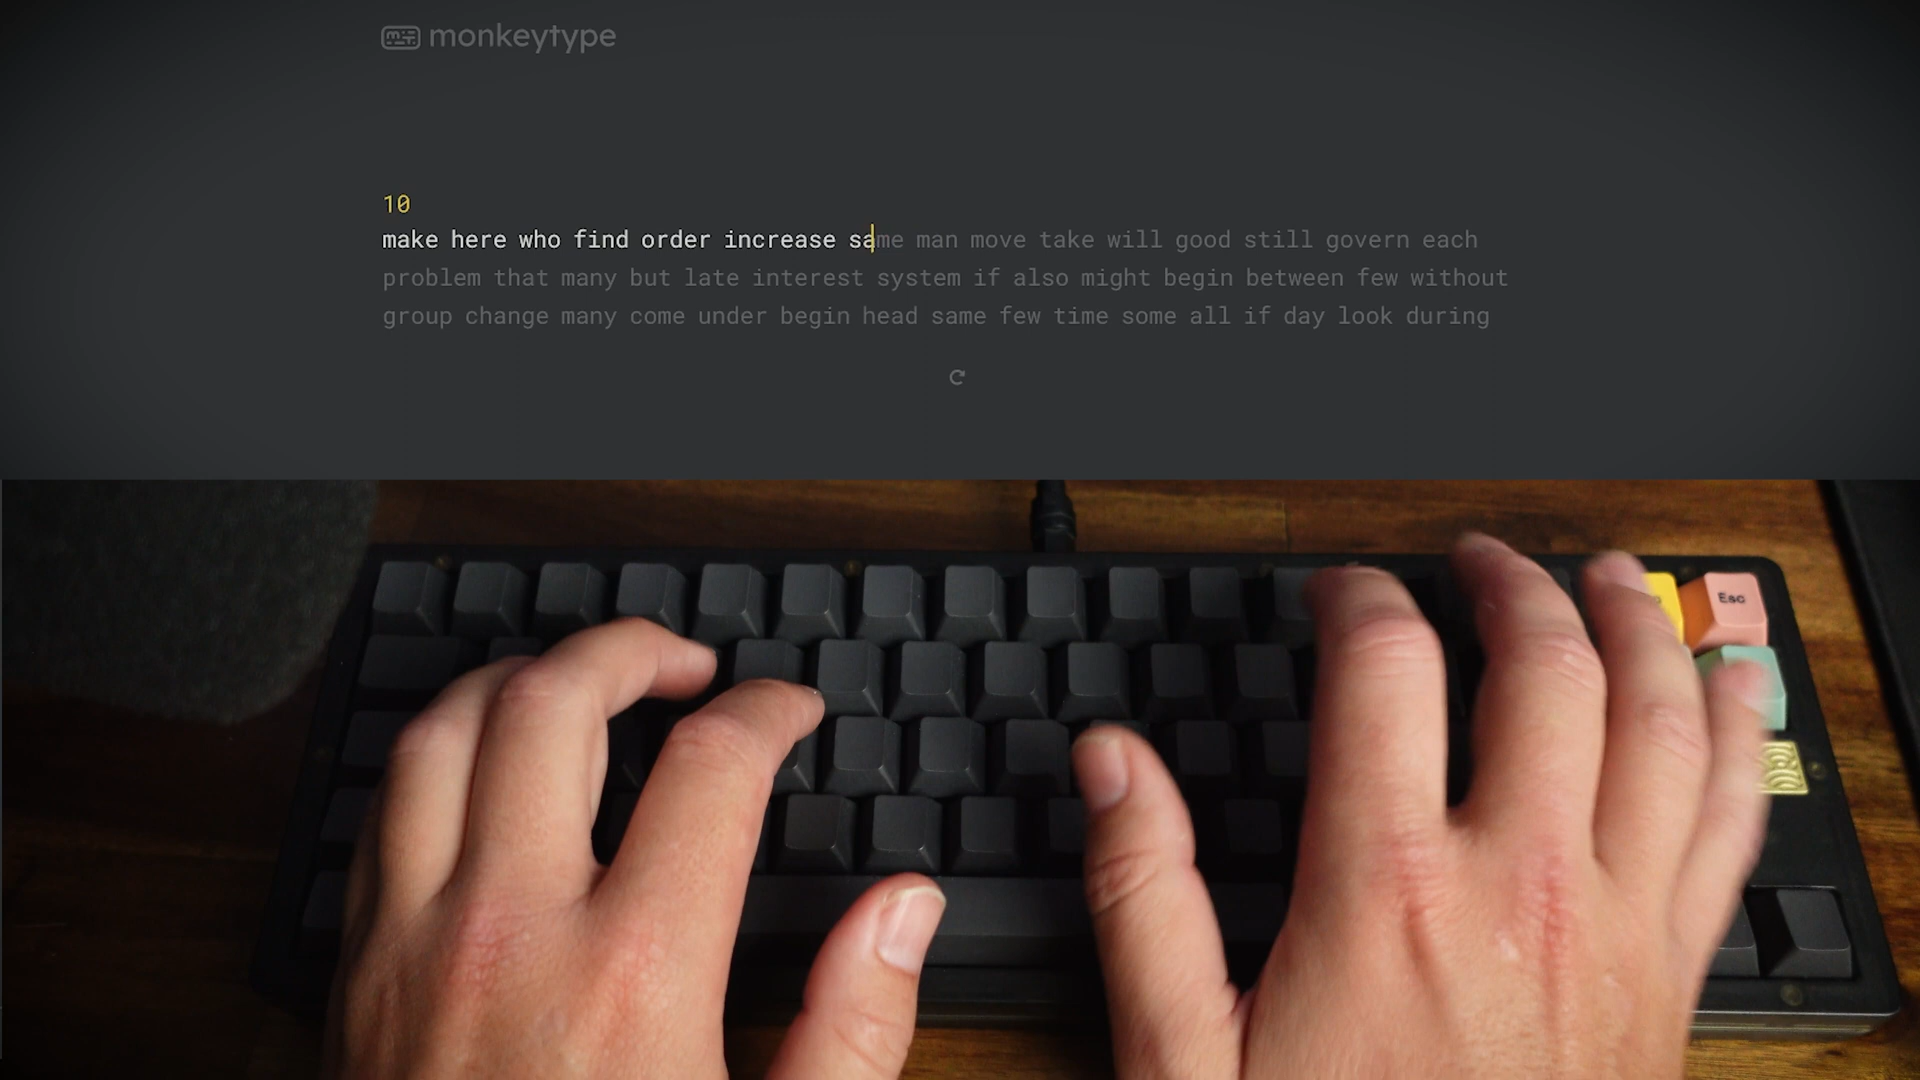 monkeytype
10
make here who find order increase same man move take will good still govern each
problem that many but late interest system if also might begin between few without
group change many come under begin head same few time some all if day look during
Esc